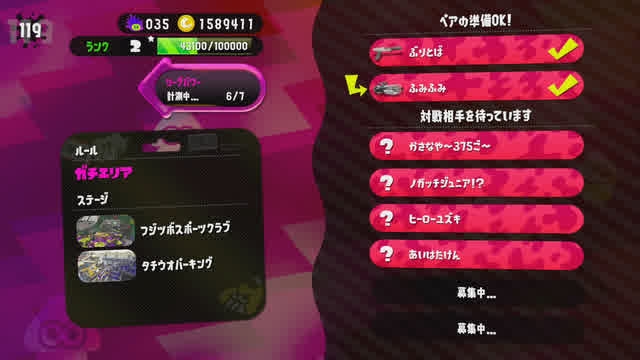 119
035
1589411
ランク
2
43100/100000
リーグパワー
計測中...
6/7
ルール
ガチエリア
ステージ
フジツボスポーツクラブ
タチウオパーキング
ペアの準備OK!
ぷりとぱ
ふみふみ
対戦相手を待っています
? かさなや〜375ご〜
? ノガッチジュニア!?
? ヒーローユズキ
? あいはたけん
募集中...
募集中...